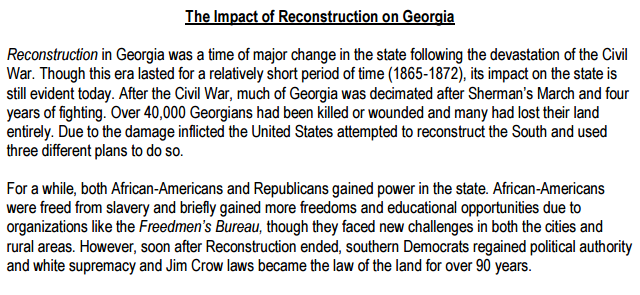 The Impact of Reconstruction on Georgia
Reconstruction in Georgia was a time of major change in the state following the devastation of the Civil
War. Though this era lasted for a relatively short period of time (1865-1872), its impact on the state is
still evident today. After the Civil War, much of Georgia was decimated after Sherman's March and four
years of fighting. Over 40,000 Georgians had been killed or wounded and many had lost their land
entirely. Due to the damage inflicted the United States attempted to reconstruct the South and used
three different plans to do so.
For a while, both African-Americans and Republicans gained power in the state. African-Americans
were freed from slavery and briefly gained more freedoms and educational opportunities due to
organizations like the Freedmen's Bureau, though they faced new challenges in both the cities and
rural areas. However, soon after Reconstruction ended, southern Democrats regained political authority
and white supremacy and Jim Crow laws became the law of the land for over 90 years.